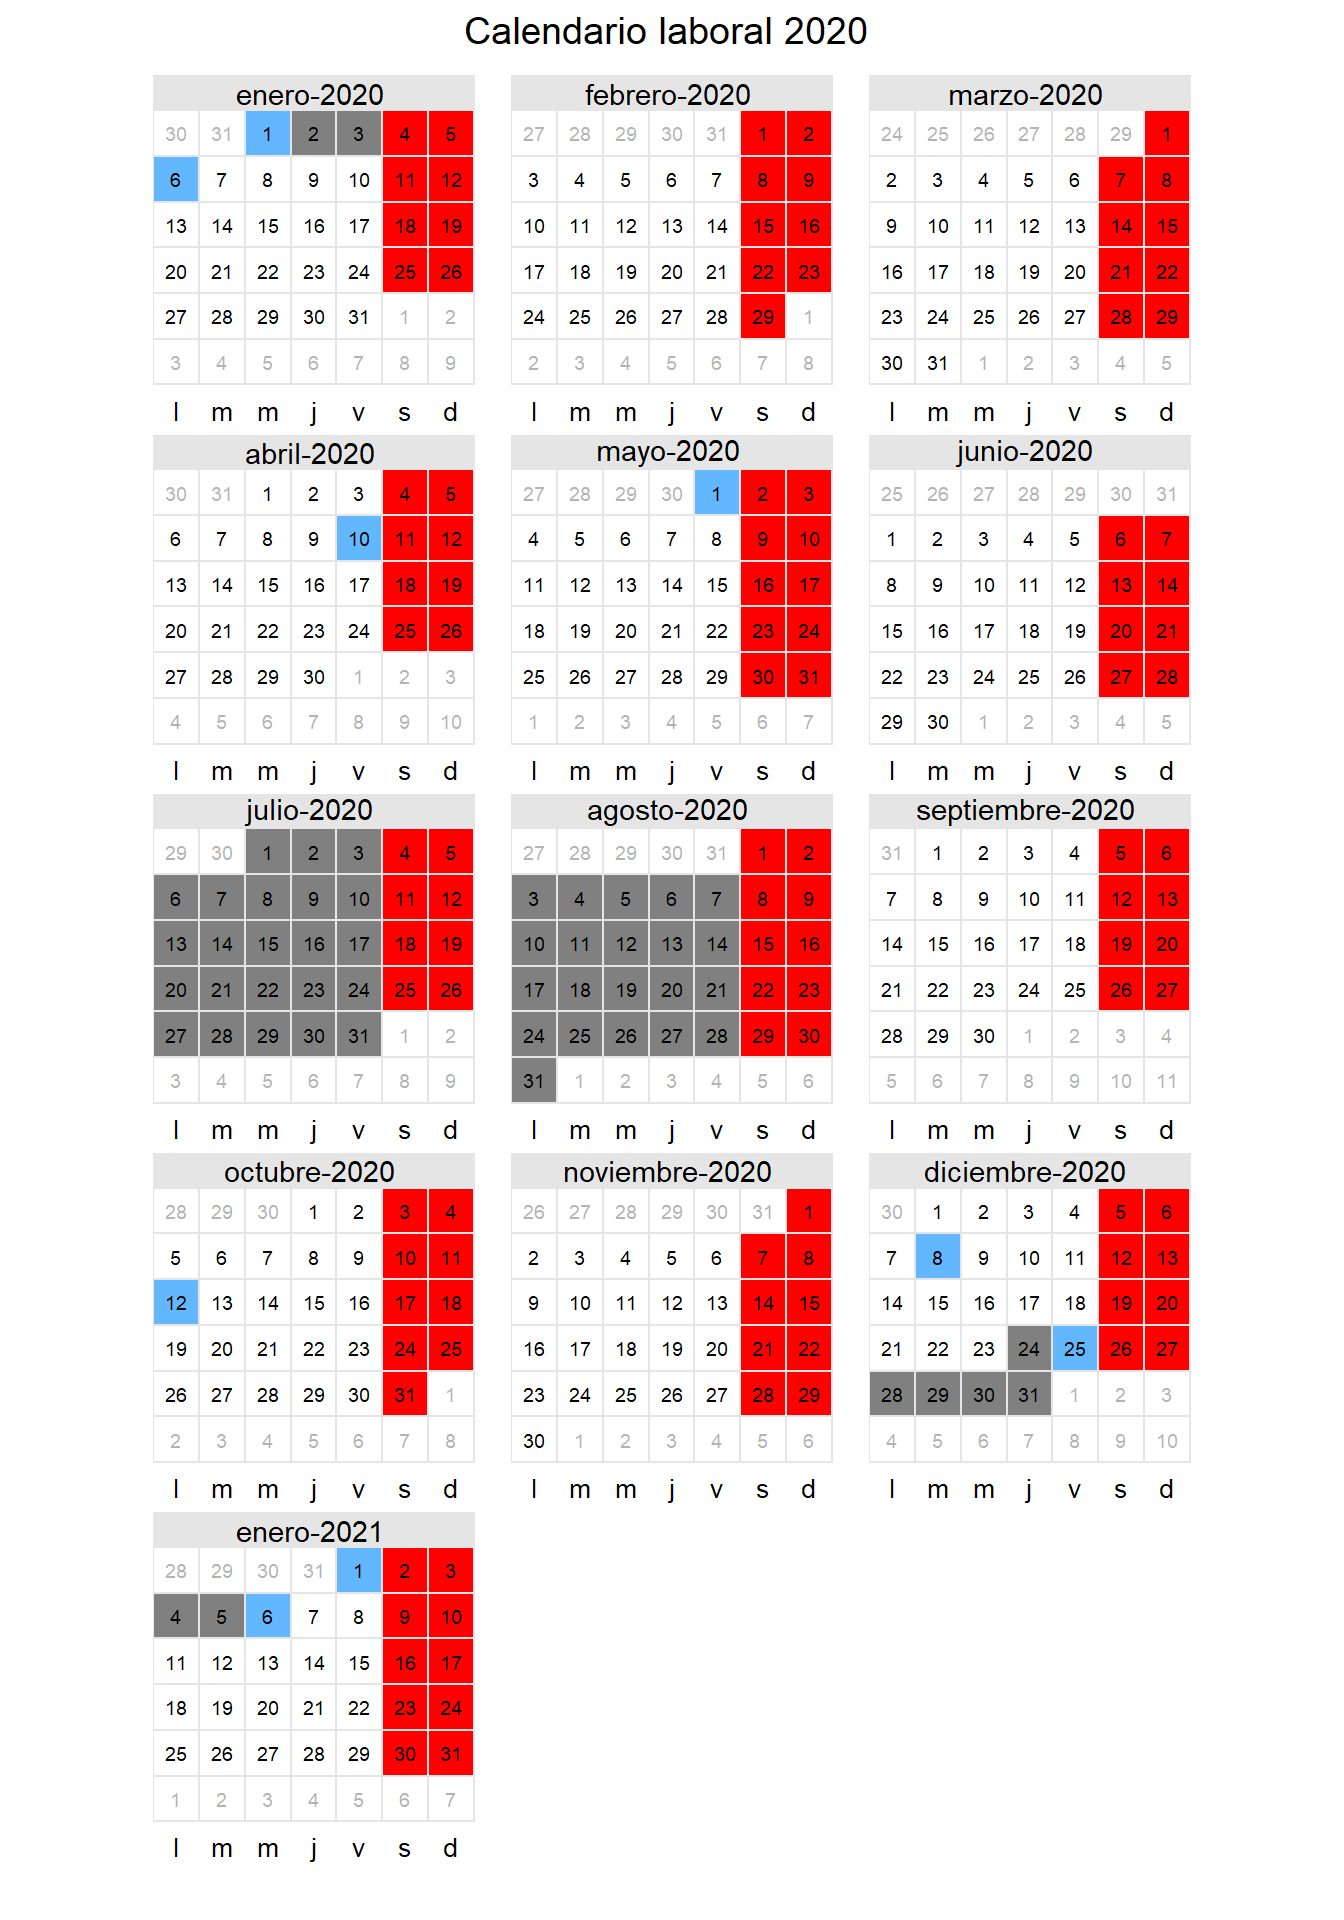 Calendario laboral 2020
enero-2020 febrero-2020 marzo-2020
30 31 1 2 3 4 5 27 28 29 30 31 1 2 24 25 26 27 28 29 1
6 7 8 9 10 11 12 3 4 5 6 7 8 9 2 3 4 5 6 7 8
13 14 15 16 17 18 19 10 11 12 13 14 15 16 9 10 11 12 13 14 15
20 21 22 23 24 25 26 17 18 19 20 21 22 23 16 17 18 19 20 21 22
27 28 29 30 31 1 2 24 25 26 27 28 29 1 23 24 25 26 27 28 29
3 4 5 6 7 8 9 2 3 4 5 6 7 8 30 31 1 2 3 4 5
l m m j v s d l m m j v s d l m m j v s d
abril-2020 mayo-2020 junio-2020
30 31 1 2 3 4 5 27 28 29 30 1 2 3 25 26 27 28 29 30 31
6 7 8 9 10 11 12 4 5 6 7 8 9 10 1 2 3 4 5 6 7
13 14 15 16 17 18 19 11 12 13 14 15 16 17 8 9 10 11 12 13 14
20 21 22 23 24 25 26 18 19 20 21 22 23 24 15 16 17 18 19 20 21
27 28 29 30 1 2 3 25 26 27 28 29 30 31 22 23 24 25 26 27 28
4 5 6 7 8 9 10 1 2 3 4 5 6 7 29 30 1 2 3 4 5
l m m j v s d l m m j v s d l m m j v s d
julio-2020 agosto-2020 septiembre-2020
29 30 1 2 3 4 5 27 28 29 30 31 1 2 31 1 2 3 4 5 6
6 7 8 9 10 11 12 3 4 5 6 7 8 9 7 8 9 10 11 12 13
13 14 15 16 17 18 19 10 11 12 13 14 15 16 14 15 16 17 18 19 20
20 21 22 23 24 25 26 17 18 19 20 21 22 23 21 22 23 24 25 26 27
27 28 29 30 31 1 2 24 25 26 27 28 29 30 28 29 30 1 2 3 4
3 4 5 6 7 8 9 31 1 2 3 4 5 6 5 6 7 8 9 10 11
l m m j v s d l m m j v s d l m m j v s d
octubre-2020 noviembre-2020 diciembre-2020
28 29 30 1 2 3 4 26 27 28 29 30 31 1 30 1 2 3 4 5 6
5 6 7 8 9 10 11 2 3 4 5 6 7 8 7 8 9 10 11 12 13
12 13 14 15 16 17 18 9 10 11 12 13 14 15 14 15 16 17 18 19 20
19 20 21 22 23 24 25 16 17 18 19 20 21 22 21 22 23 24 25 26 27
26 27 28 29 30 31 1 23 24 25 26 27 28 29 28 29 30 31 1 2 3
2 3 4 5 6 7 8 30 1 2 3 4 5 6 4 5 6 7 8 9 10
l m m j v s d l m m j v s d l m m j v s d
enero-2021
28 29 30 31 1 2 3
4 5 6 7 8 9 10
11 12 13 14 15 16 17
18 19 20 21 22 23 24
25 26 27 28 29 30 31
1 2 3 4 5 6 7
l m m j v s d